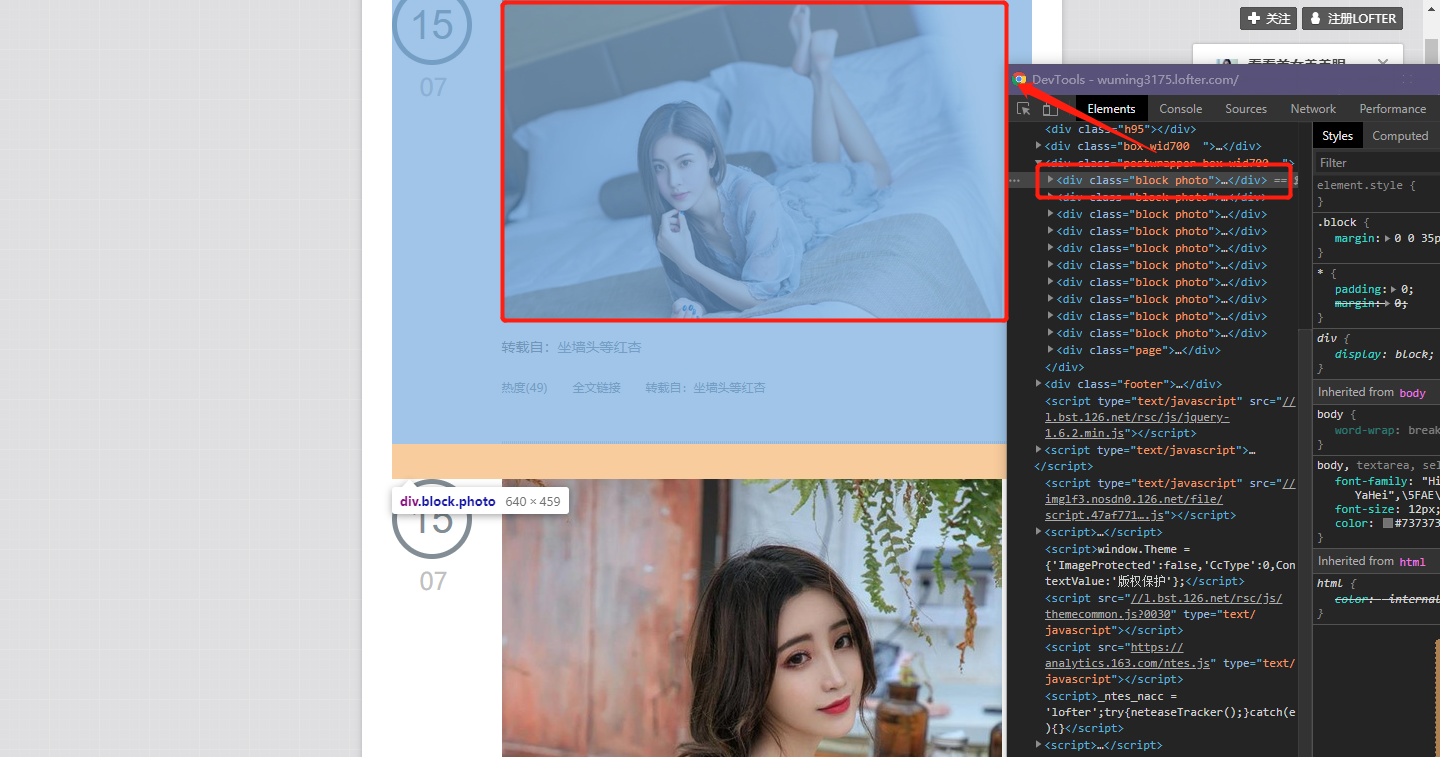 15
07
转载自：坐墙头等红杏
热度(49) 全文链接 转载自：坐墙头等红杏
div.block.photo 640 × 459
15
07
关注 注册LOFTER
DevTools - wuming3175.lofter.com/
Elements Console Sources Network Performance
<div class="h95"></div>
<div class="box wid700  ">…</div>
<div class="postwrapper box wid700  ">
<div class="block photo">…</div> ==
<div class="block photo">…</div>
<div class="block photo">…</div>
<div class="block photo">…</div>
<div class="block photo">…</div>
<div class="block photo">…</div>
<div class="block photo">…</div>
<div class="block photo">…</div>
<div class="block photo">…</div>
<div class="block photo">…</div>
<div class="page">…</div>
</div>
<div class="footer">…</div>
<script type="text/javascript" src="//
l.bst.126.net/rsc/js/jquery-
1.6.2.min.js"></script>
<script type="text/javascript">…
</script>
<script type="text/javascript" src="//
imglf3.nosdn0.126.net/file/
script.47af771….js"></script>
<script>…</script>
<script>window.Theme =
{'ImageProtected':false,'CcType':0,Con
textValue:'版权保护'};</script>
<script src="//l.bst.126.net/rsc/js/
themecommon.js?0030" type="text/
javascript"></script>
<script src="https://
analytics.163.com/ntes.js" type="text/
javascript"></script>
<script>_ntes_nacc =
'lofter';try{neteaseTracker();}catch(e
){}</script>
<script>…</script>
Styles Computed
Filter
element.style {
}
.block {
margin: 0 0 35p
}
* {
padding: 0;
margin: 0;
}
div {
display: block;
}
Inherited from body
body {
word-wrap: break
}
body, textarea, sel
font-family: "Hi
YaHei",\5FAE\
font-size: 12px;
color: #737373
}
Inherited from html
html {
color: -internal
}